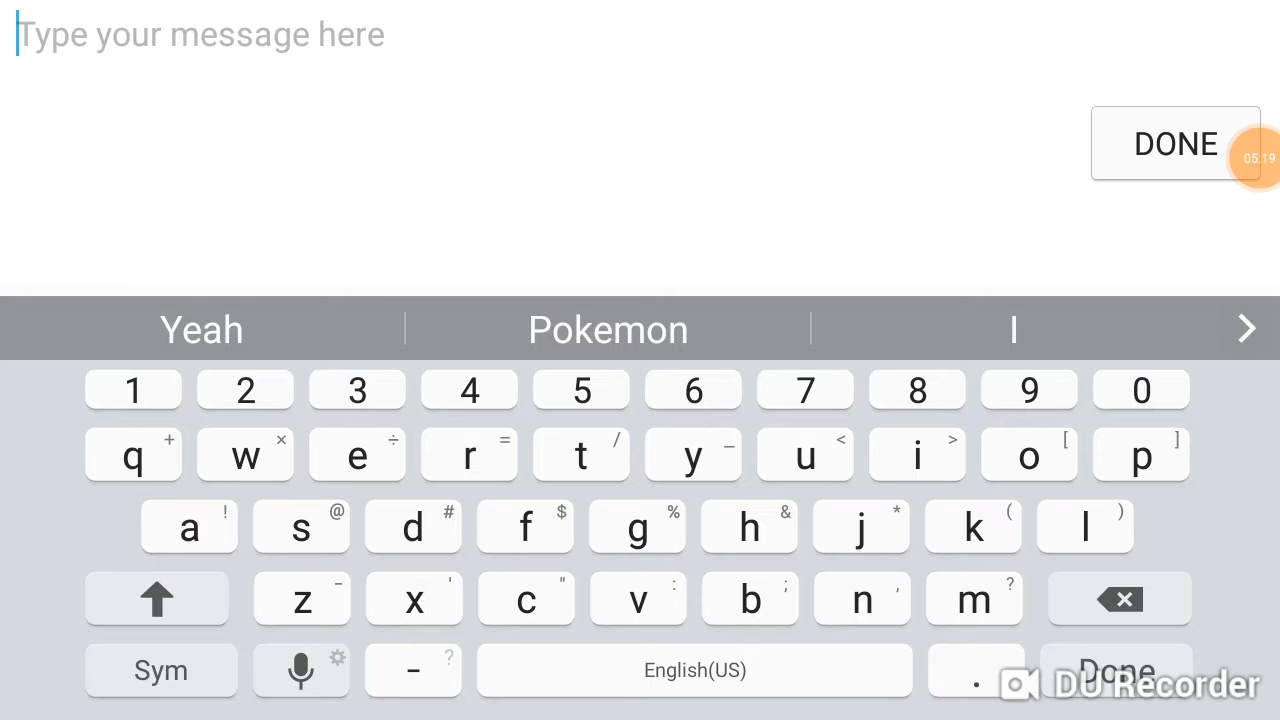 Type your message here
DONE
05:19
Yeah Pokemon I
1 2 3 4 5 6 7 8 9 0
q + w × e ÷ r = t / y _ u < i > o [ p ]
a ! s @ d # f $ g % h & j * k ( l )
z - x ' c " v : b ; n , m ?
Sym - ? English(US) . Done
DU Recorder